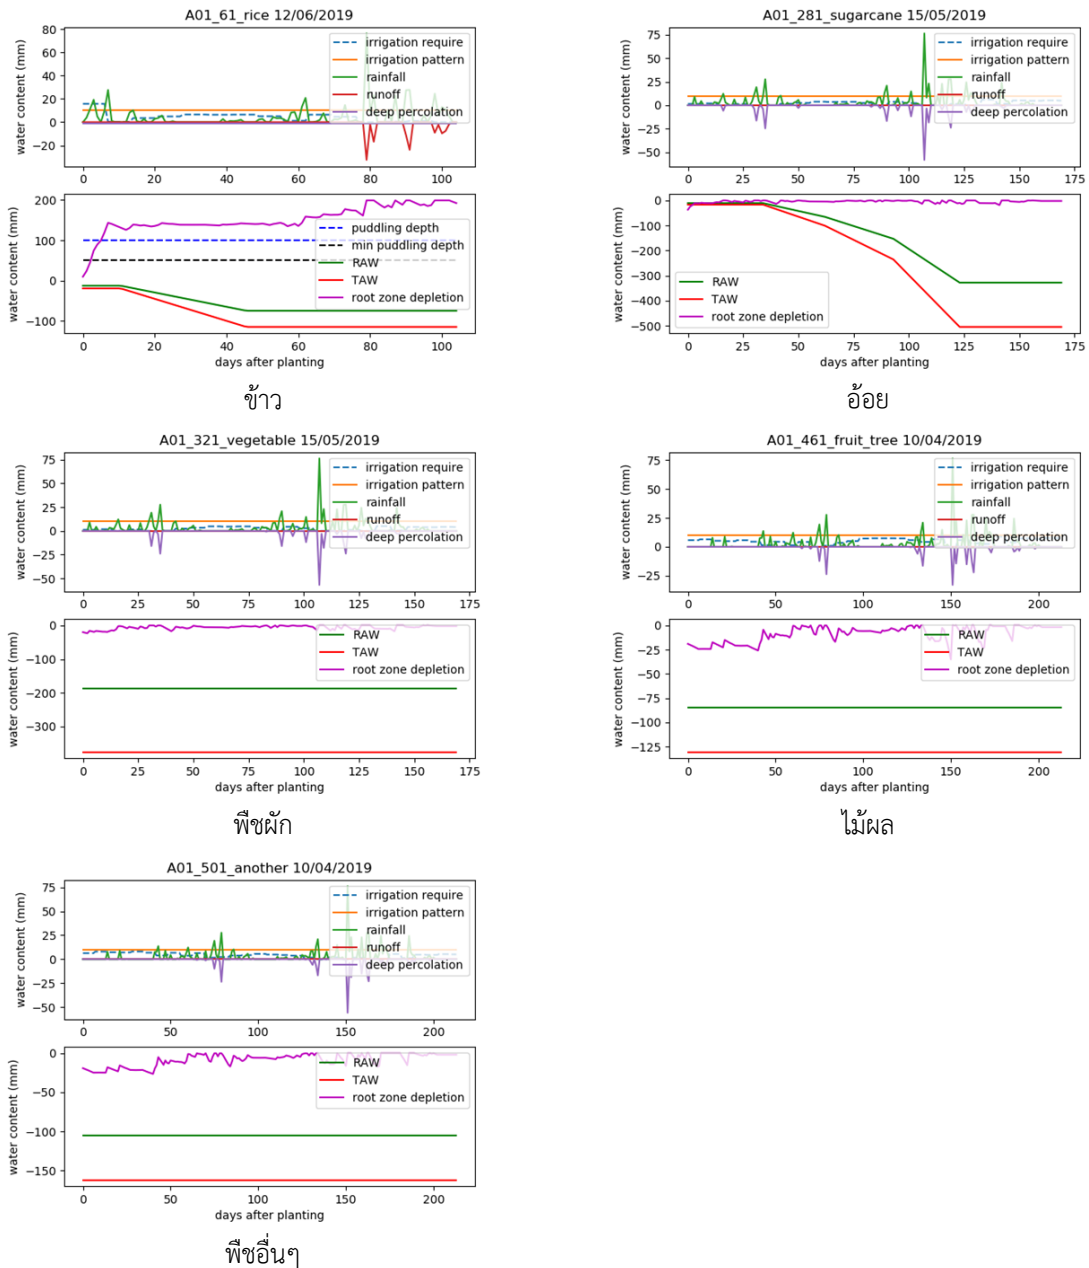 A01_61_rice 12/06/2019
water content (mm)
80
60
40
20
0
−20
irrigation require
irrigation pattern
rainfall
runoff
deep percolation
0 20 40 60 80 100
water content (mm)
200
100
0
−100
puddling depth
min puddling depth
RAW
TAW
root zone depletion
0 20 40 60 80 100
days after planting
ข้าว
A01_281_sugarcane 15/05/2019
water content (mm)
75
50
25
0
−25
−50
irrigation require
irrigation pattern
rainfall
runoff
deep percolation
0 25 50 75 100 125 150 175
water content (mm)
0
−100
−200
−300
−400
−500
RAW
TAW
root zone depletion
0 25 50 75 100 125 150 175
days after planting
อ้อย
A01_321_vegetable 15/05/2019
water content (mm)
75
50
25
0
−25
−50
irrigation require
irrigation pattern
rainfall
runoff
deep percolation
0 25 50 75 100 125 150 175
water content (mm)
0
−100
−200
−300
RAW
TAW
root zone depletion
0 25 50 75 100 125 150 175
days after planting
พืชผัก
A01_461_fruit_tree 10/04/2019
water content (mm)
75
50
25
0
−25
irrigation require
irrigation pattern
rainfall
runoff
deep percolation
0 50 100 150 200
water content (mm)
0
−25
−50
−75
−100
−125
RAW
TAW
root zone depletion
0 50 100 150 200
days after planting
ไม้ผล
A01_501_another 10/04/2019
water content (mm)
75
50
25
0
−25
−50
irrigation require
irrigation pattern
rainfall
runoff
deep percolation
0 50 100 150 200
water content (mm)
0
−50
−100
−150
RAW
TAW
root zone depletion
0 50 100 150 200
days after planting
พืชอื่นๆ